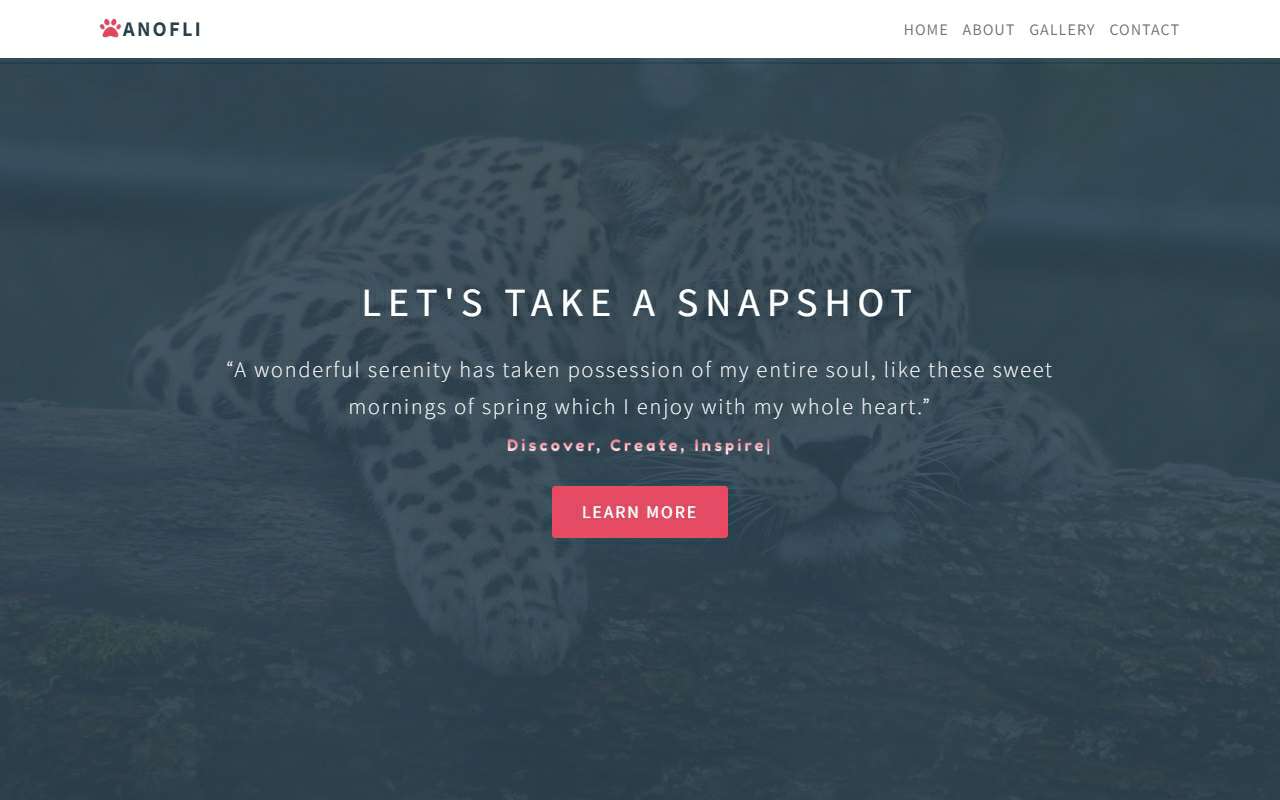 ANOFLI
HOME ABOUT GALLERY CONTACT
LET'S TAKE A SNAPSHOT
“A wonderful serenity has taken possession of my entire soul, like these sweet
mornings of spring which I enjoy with my whole heart.”
Discover, Create, Inspire|
LEARN MORE